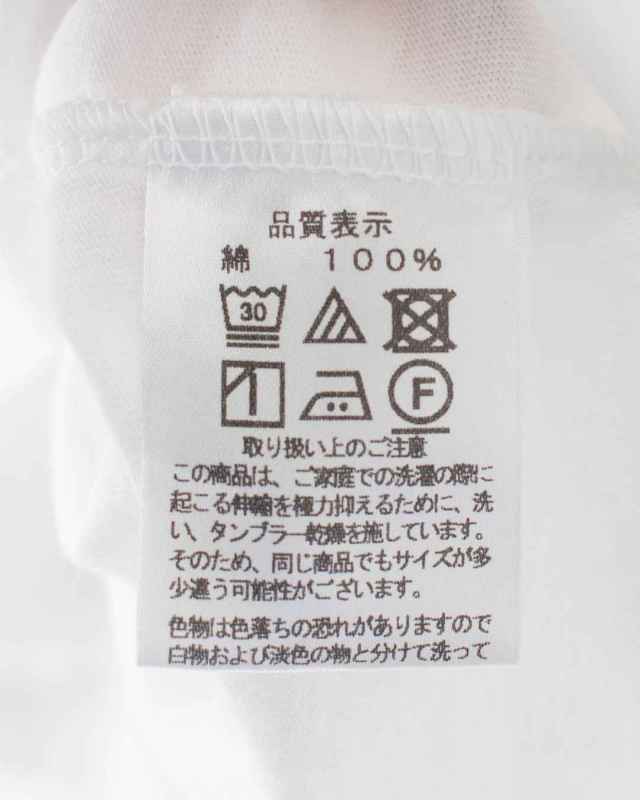 品質表示
綿 100%
30
F
取り扱い上のご注意
この商品は、ご家庭での洗濯の際に
起こる伸縮を極力抑えるために、洗
い、タンブラー乾燥を施しています。
そのため、同じ商品でもサイズが多
少違う可能性がございます。
色物は色落ちの恐れがありますので
白物および淡色の物と分けて洗って